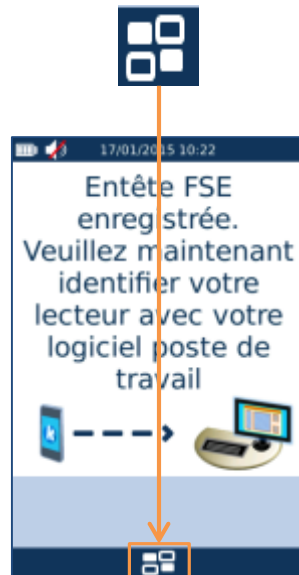 17/01/2015 10:22
Entête FSE
enregistrée.
Veuillez maintenant
identifier votre
lecteur avec votre
logiciel poste de
travail